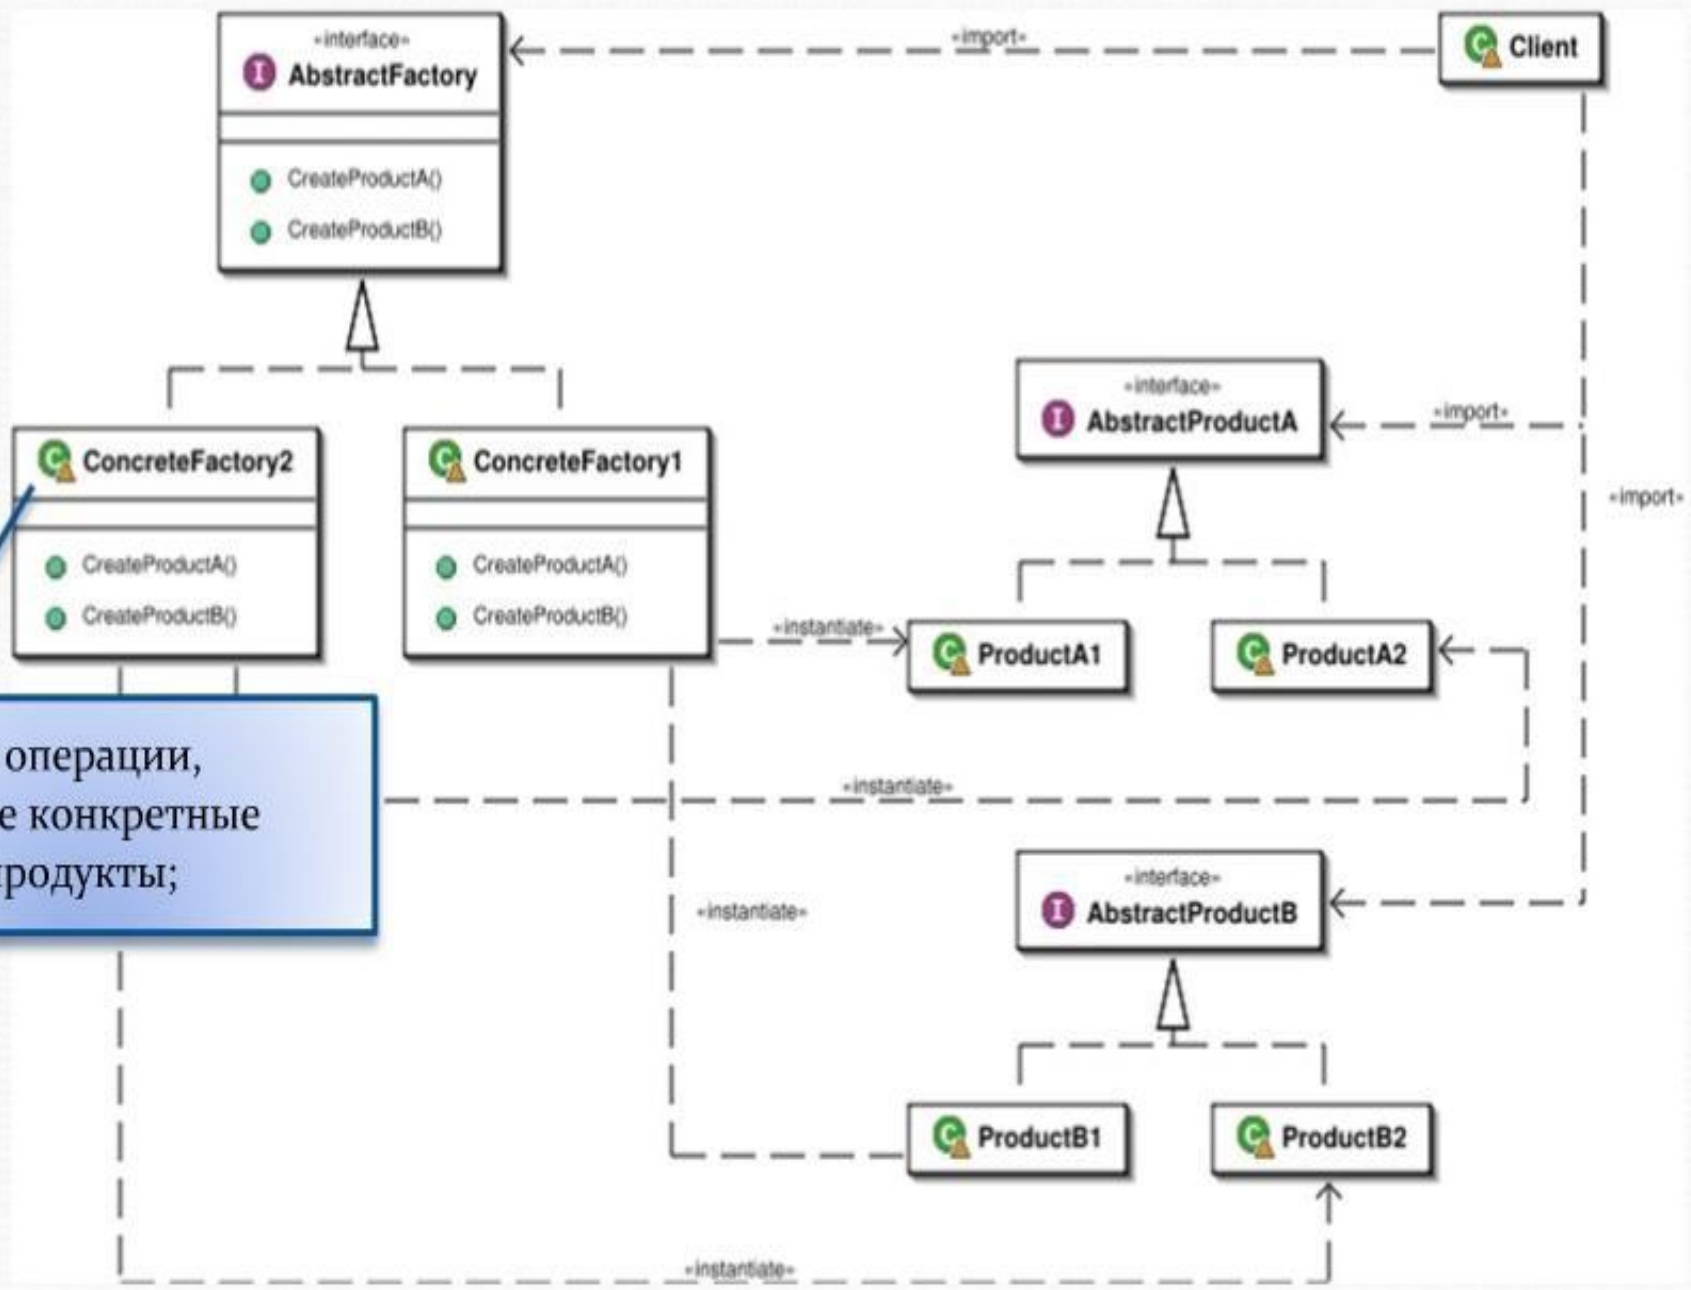 «interface»
AbstractFactory
CreateProductA()
CreateProductB()
«import»
Client
ConcreteFactory2
CreateProductA()
CreateProductB()
ConcreteFactory1
CreateProductA()
CreateProductB()
«interface»
AbstractProductA
«import»
«import»
«instantiate»
ProductA1
ProductA2
операции,
е конкретные
продукты;
«instantiate»
«instantiate»
«interface»
AbstractProductB
ProductB1
ProductB2
«instantiate»